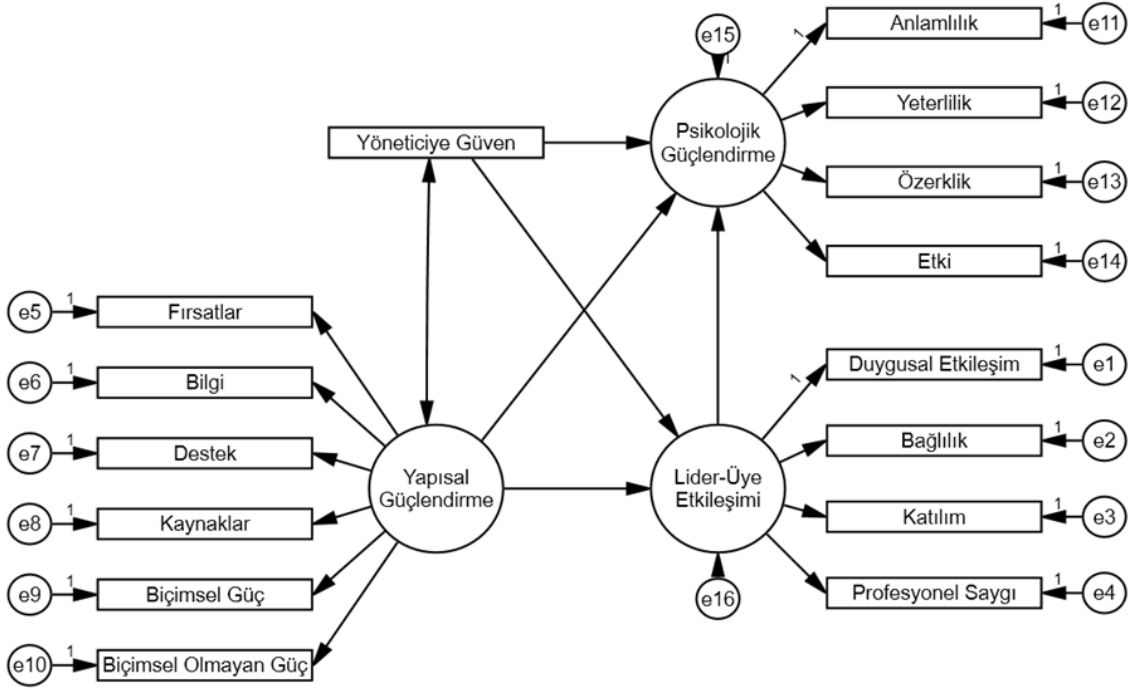 e15
1
Anlamlılık
1
e11
1
Yeterlilik
1
e12
Psikolojik
Güçlendirme
Yöneticiye Güven
Özerklik
1
e13
Etki
1
e14
e5
1
Fırsatlar
e6
1
Bilgi
e7
1
Destek
e8
1
Kaynaklar
e9
1
Biçimsel Güç
e10
1
Biçimsel Olmayan Güç
Yapısal
Güçlendirme
Lider-Üye
Etkileşimi
1
Duygusal Etkileşim
1
e1
Bağlılık
1
e2
Katılım
1
e3
Profesyonel Saygı
1
e4
e16